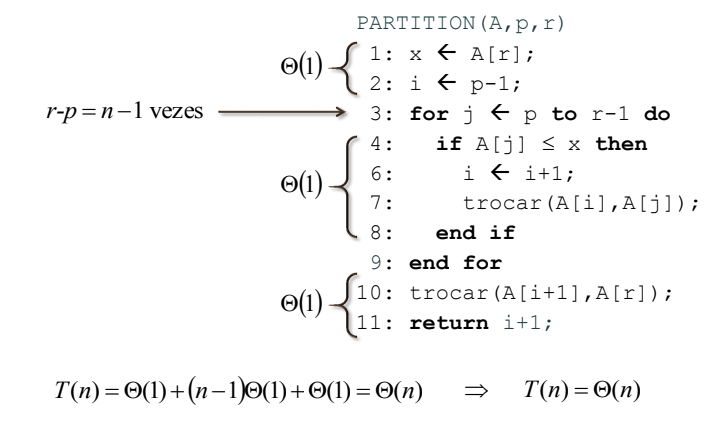 PARTITION(A,p,r)
Θ(1) 1: x ← A[r];
2: i ← p-1;
r-p = n−1 vezes → 3: for j ← p to r-1 do
4: if A[j] ≤ x then
Θ(1) 6: i ← i+1;
7: trocar(A[i],A[j]);
8: end if
9: end for
Θ(1) 10: trocar(A[i+1],A[r]);
11: return i+1;
T(n) = Θ(1) + (n−1)Θ(1) + Θ(1) = Θ(n) ⇒ T(n) = Θ(n)